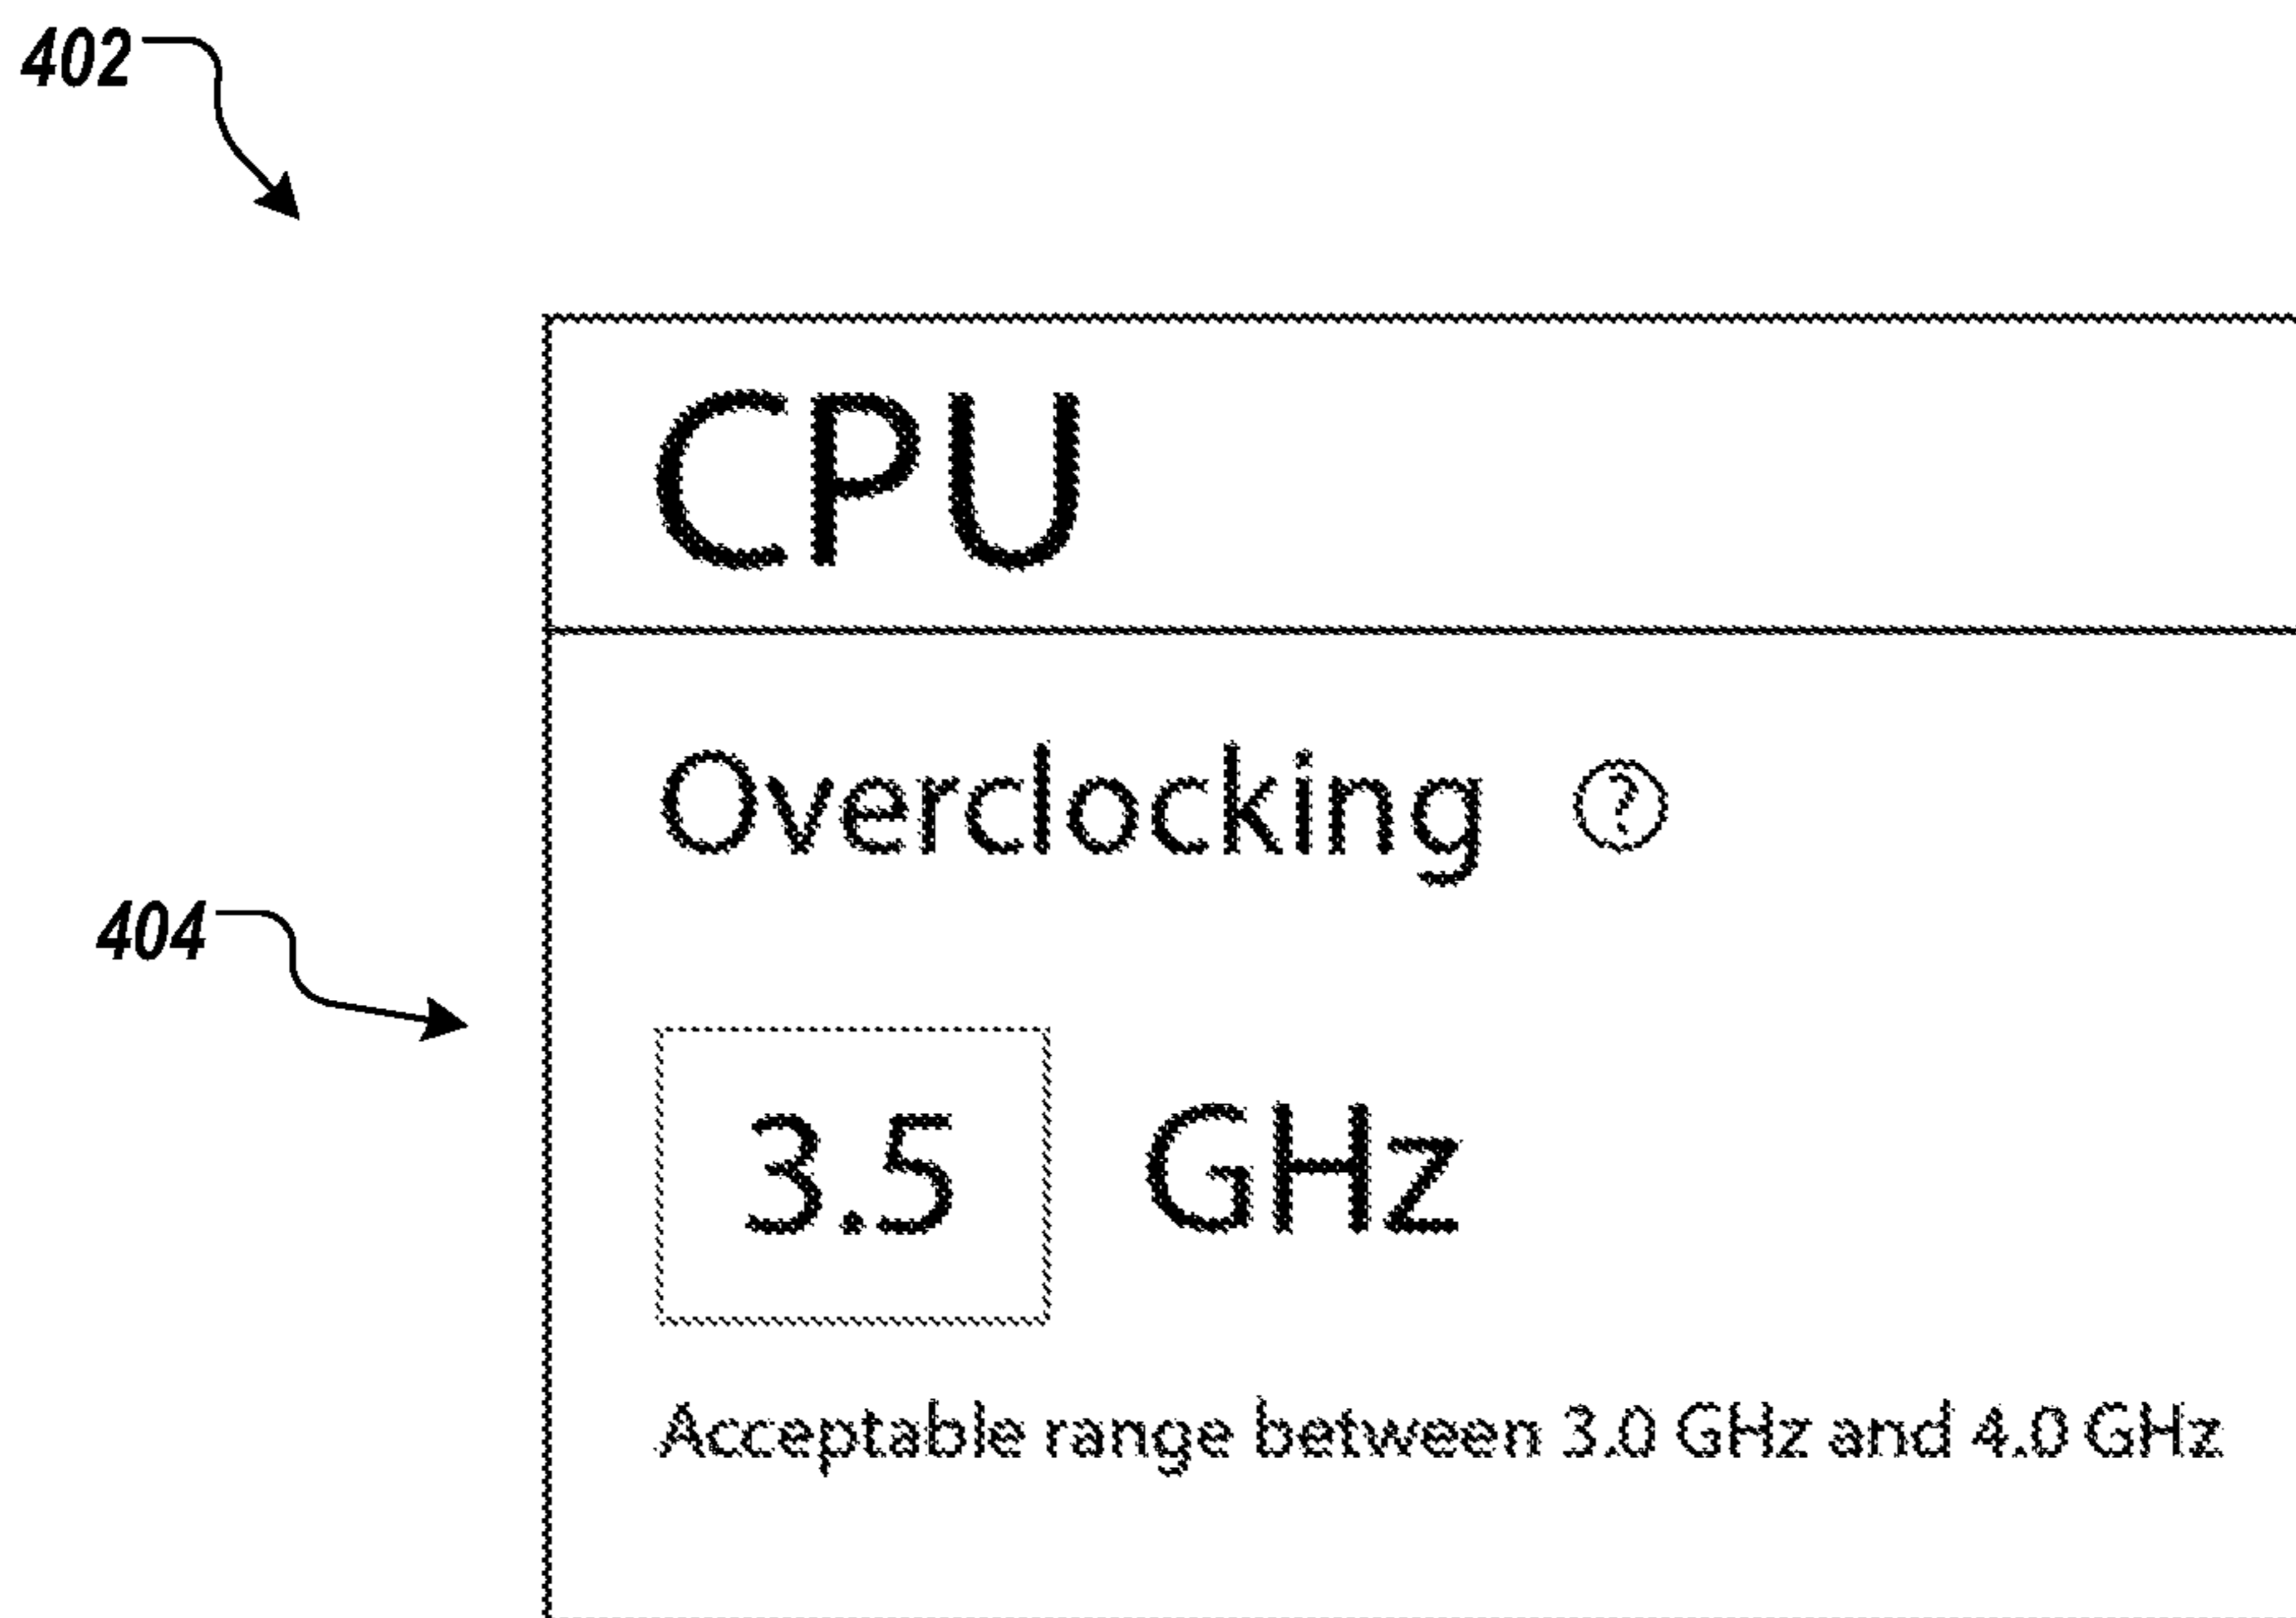 402
CPU
Overclocking ?
404
3.5 GHz
Acceptable range between 3.0 GHz and 4.0 GHz